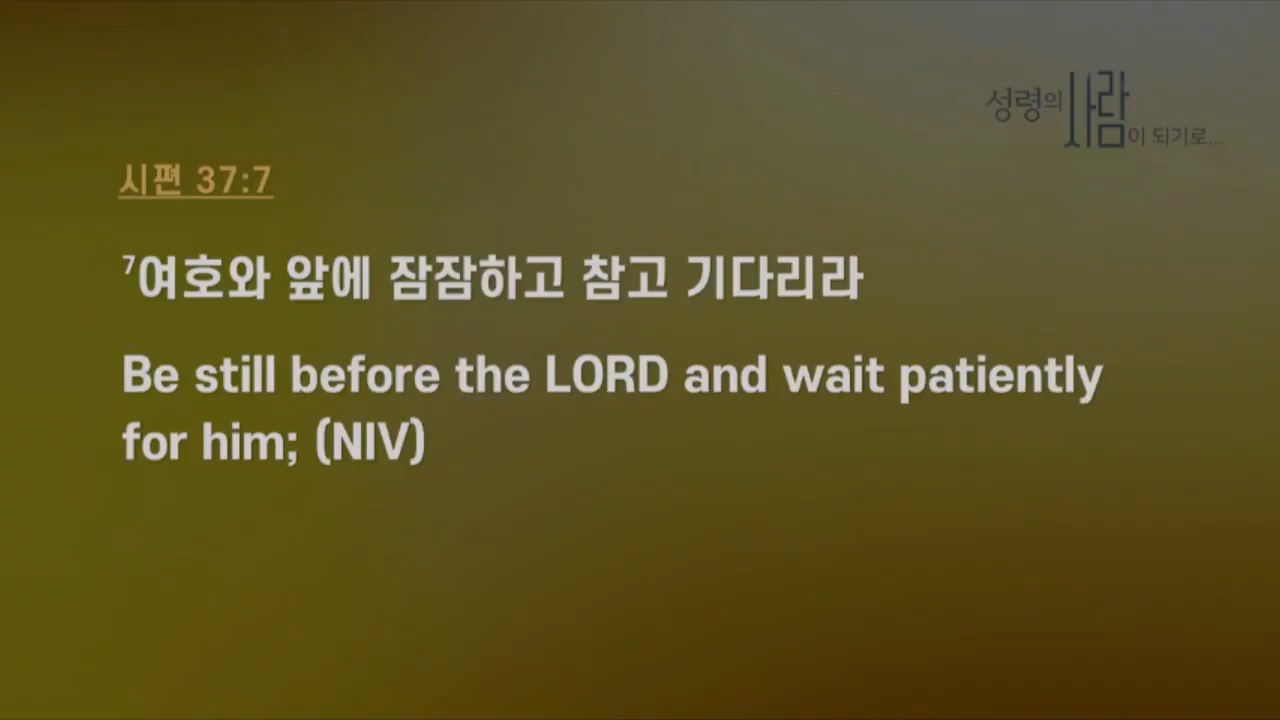 성령의 사람이 되기로...
시편 37:7
7여호와 앞에 잠잠하고 참고 기다리라
Be still before the LORD and wait patiently
for him; (NIV)